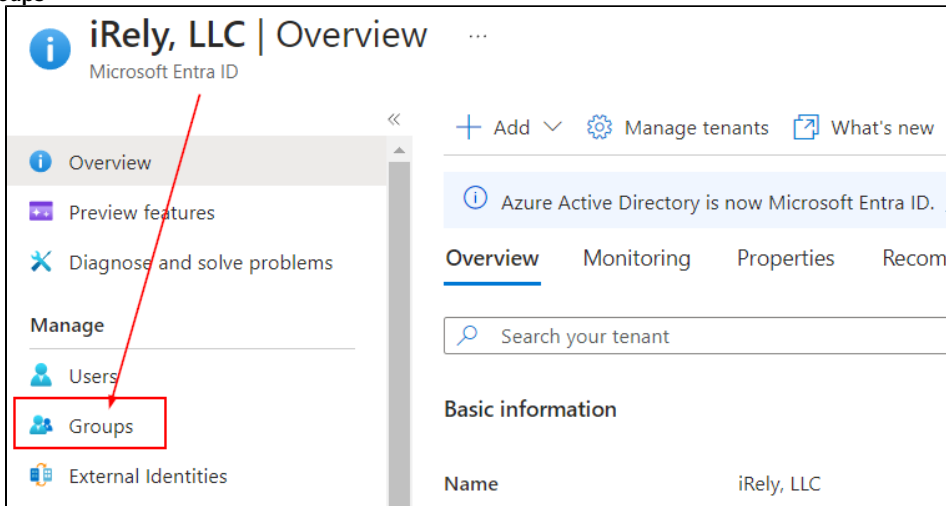 iRely, LLC | Overview ...
Microsoft Entra ID
Overview
Preview features
Diagnose and solve problems
Manage
Users
Groups
External Identities
Add
Manage tenants
What's new
Azure Active Directory is now Microsoft Entra ID.
Overview Monitoring Properties Recom
Search your tenant
Basic information
Name iRely, LLC